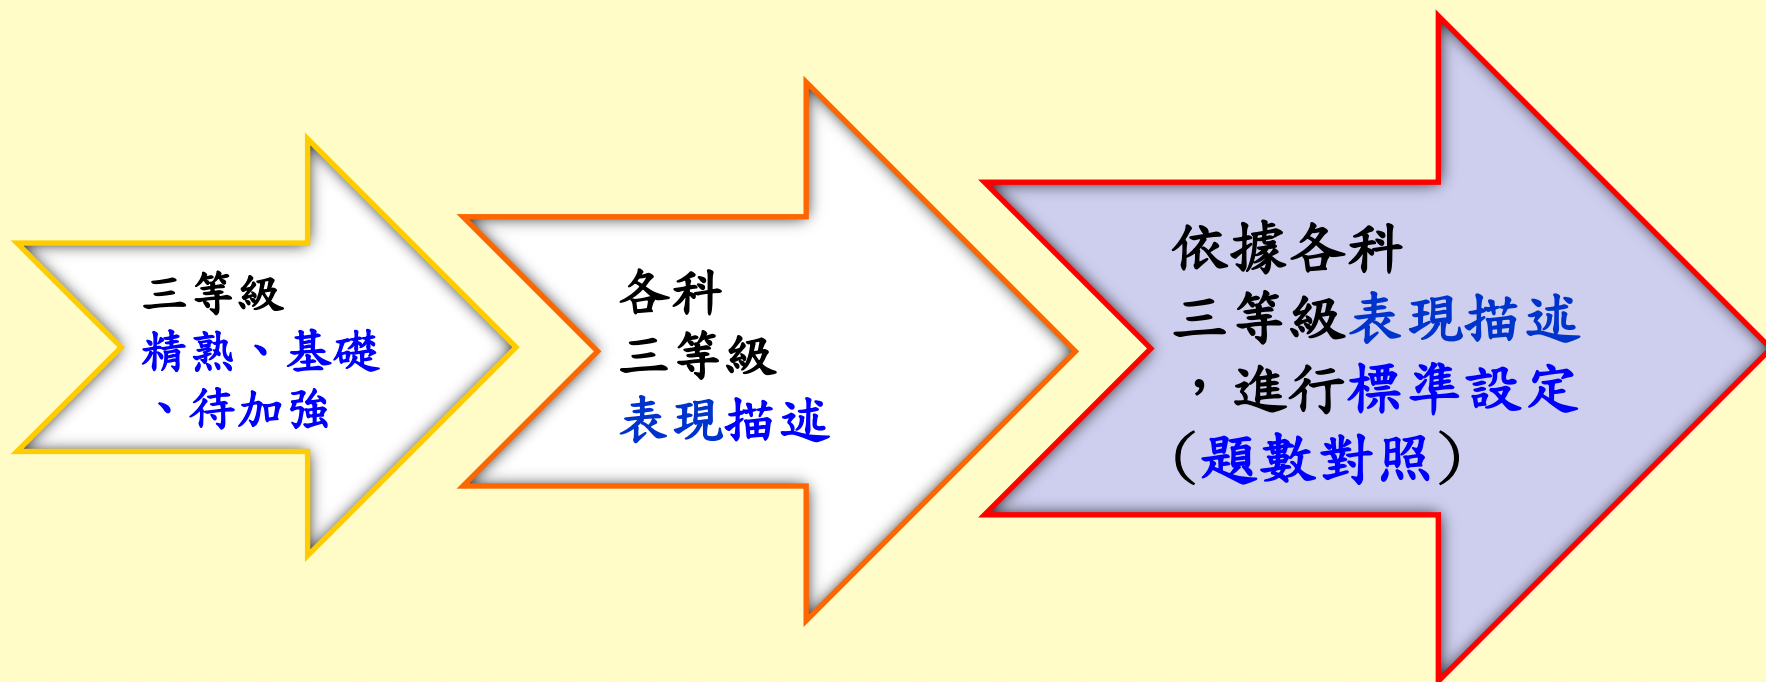 三等級
精熟、基礎
、待加強
各科
三等級
表現描述
依據各科
三等級表現描述
，進行標準設定
(題數對照)